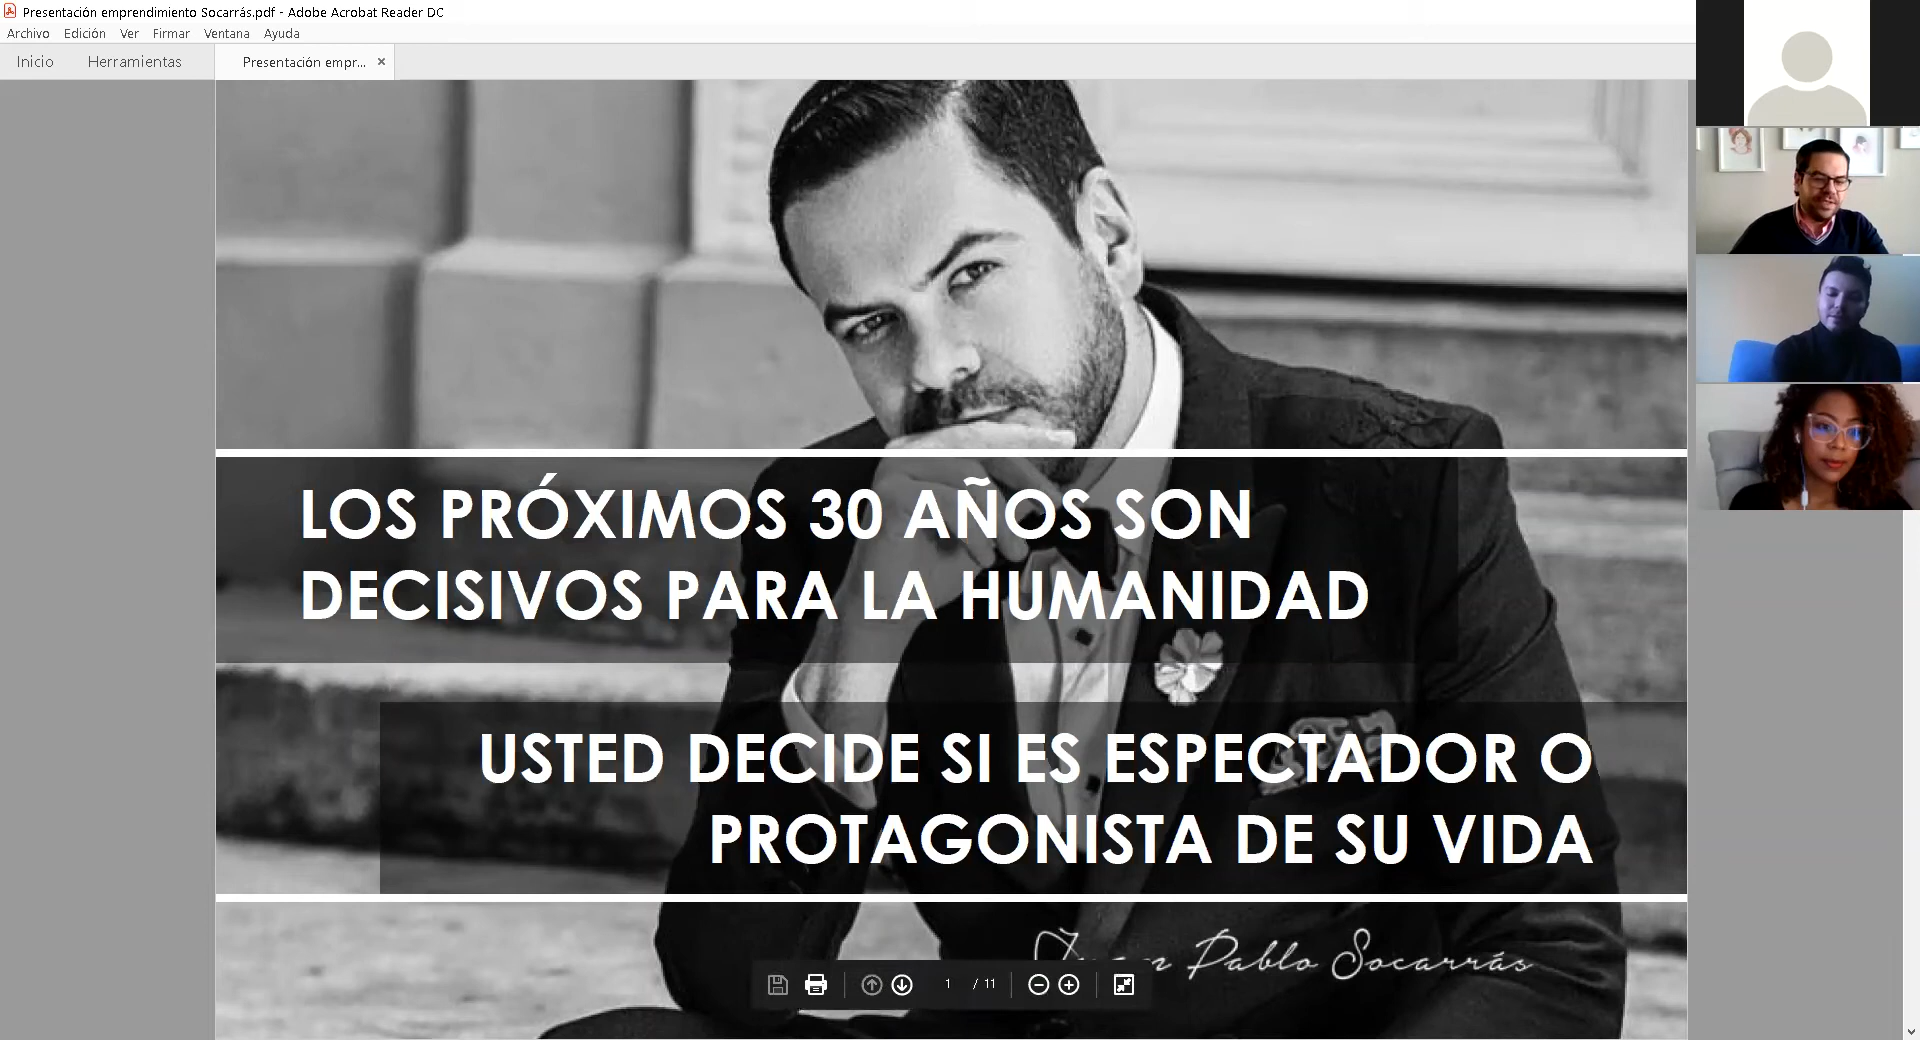 Presentación emprendimiento Socarrás.pdf - Adobe Acrobat Reader DC
Archivo Edición Ver Firmar Ventana Ayuda
Inicio Herramientas Presentación empr... ×
LOS PRÓXIMOS 30 AÑOS SON
DECISIVOS PARA LA HUMANIDAD
USTED DECIDE SI ES ESPECTADOR O
PROTAGONISTA DE SU VIDA
Juan Pablo Socarrás
1 / 11